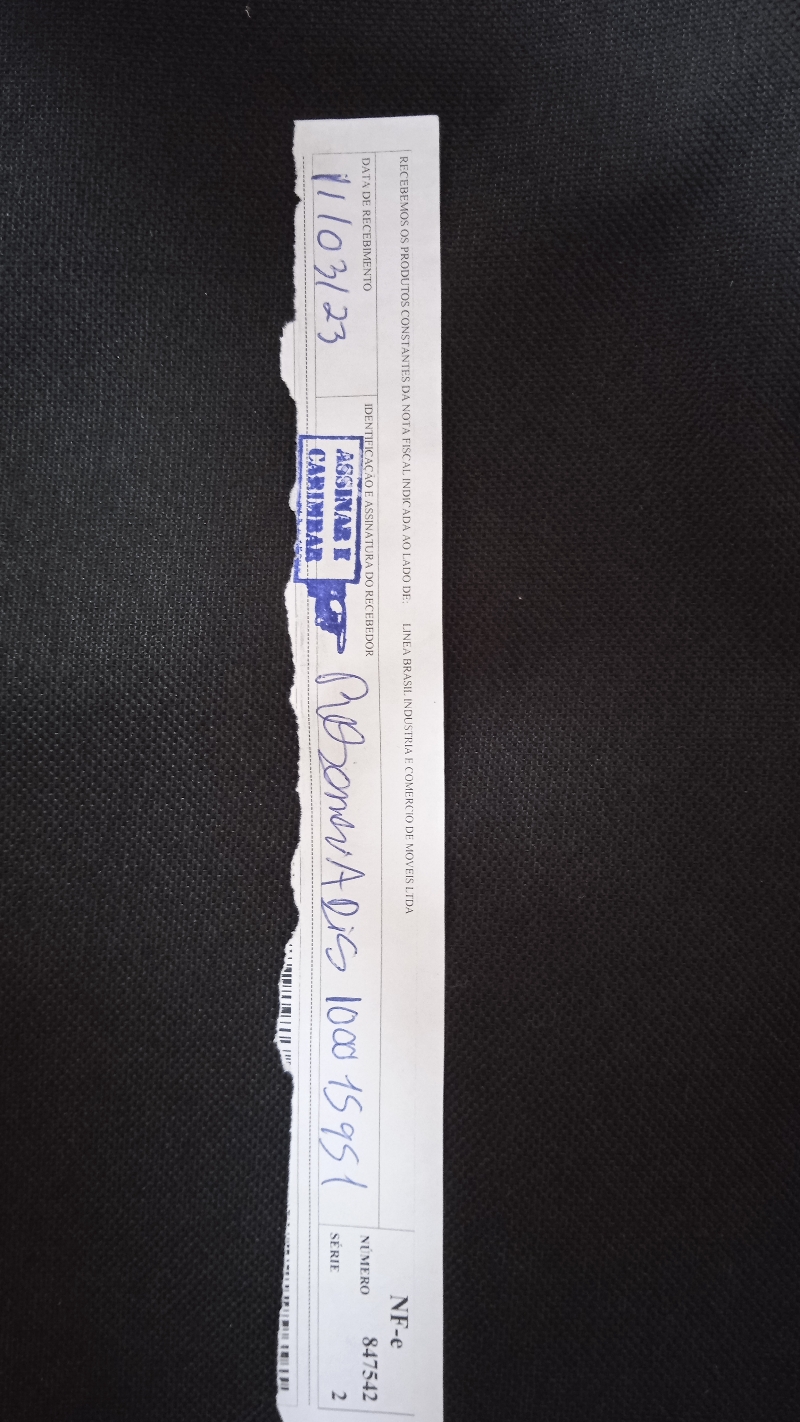 RECEBEMOS OS PRODUTOS CONSTANTES DA NOTA FISCAL INDICADA AO LADO DE: LINEA BRASIL INDUSTRIA E COMERCIO DE MOVEIS LTDA
NF-e
DATA DE RECEBIMENTO
IDENTIFICAÇÃO E ASSINATURA DO RECEBEDOR
NÚMERO 847542
SÉRIE 2
11/03/23
ASSINAR E
CARIMBAR
1000 15951